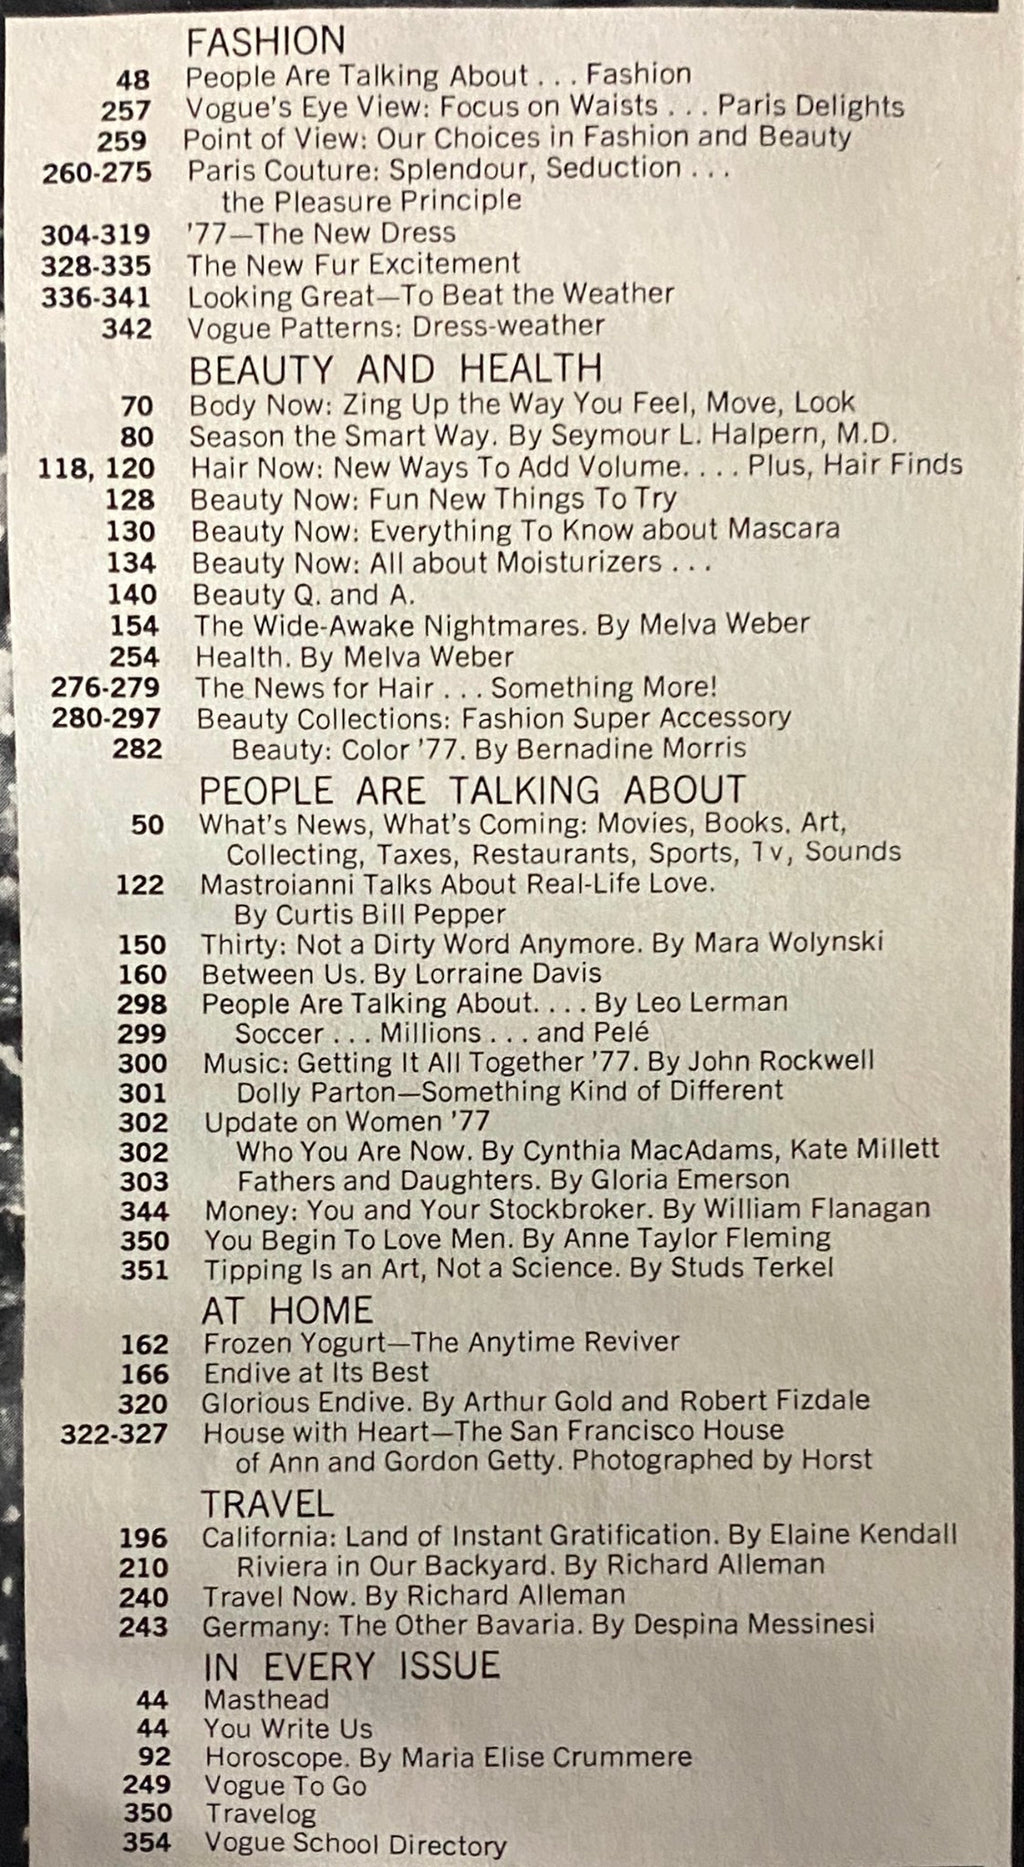 FASHION
48 People Are Talking About . . . Fashion
257 Vogue's Eye View: Focus on Waists . . . Paris Delights
259 Point of View: Our Choices in Fashion and Beauty
260-275 Paris Couture: Splendour, Seduction . . .
the Pleasure Principle
304-319 '77—The New Dress
328-335 The New Fur Excitement
336-341 Looking Great—To Beat the Weather
342 Vogue Patterns: Dress-weather
BEAUTY AND HEALTH
70 Body Now: Zing Up the Way You Feel, Move, Look
80 Season the Smart Way. By Seymour L. Halpern, M.D.
118, 120 Hair Now: New Ways To Add Volume. . . . Plus, Hair Finds
128 Beauty Now: Fun New Things To Try
130 Beauty Now: Everything To Know about Mascara
134 Beauty Now: All about Moisturizers . . .
140 Beauty Q. and A.
154 The Wide-Awake Nightmares. By Melva Weber
254 Health. By Melva Weber
276-279 The News for Hair . . . Something More!
280-297 Beauty Collections: Fashion Super Accessory
282 Beauty: Color '77. By Bernadine Morris
PEOPLE ARE TALKING ABOUT
50 What's News, What's Coming: Movies, Books. Art,
Collecting, Taxes, Restaurants, Sports, Tv, Sounds
122 Mastroianni Talks About Real-Life Love.
By Curtis Bill Pepper
150 Thirty: Not a Dirty Word Anymore. By Mara Wolynski
160 Between Us. By Lorraine Davis
298 People Are Talking About. . . . By Leo Lerman
299 Soccer . . . Millions . . . and Pelé
300 Music: Getting It All Together '77. By John Rockwell
301 Dolly Parton—Something Kind of Different
302 Update on Women '77
302 Who You Are Now. By Cynthia MacAdams, Kate Millett
303 Fathers and Daughters. By Gloria Emerson
344 Money: You and Your Stockbroker. By William Flanagan
350 You Begin To Love Men. By Anne Taylor Fleming
351 Tipping Is an Art, Not a Science. By Studs Terkel
AT HOME
162 Frozen Yogurt—The Anytime Reviver
166 Endive at Its Best
320 Glorious Endive. By Arthur Gold and Robert Fizdale
322-327 House with Heart—The San Francisco House
of Ann and Gordon Getty. Photographed by Horst
TRAVEL
196 California: Land of Instant Gratification. By Elaine Kendall
210 Riviera in Our Backyard. By Richard Alleman
240 Travel Now. By Richard Alleman
243 Germany: The Other Bavaria. By Despina Messinesi
IN EVERY ISSUE
44 Masthead
44 You Write Us
92 Horoscope. By Maria Elise Crummere
249 Vogue To Go
350 Travelog
354 Vogue School Directory